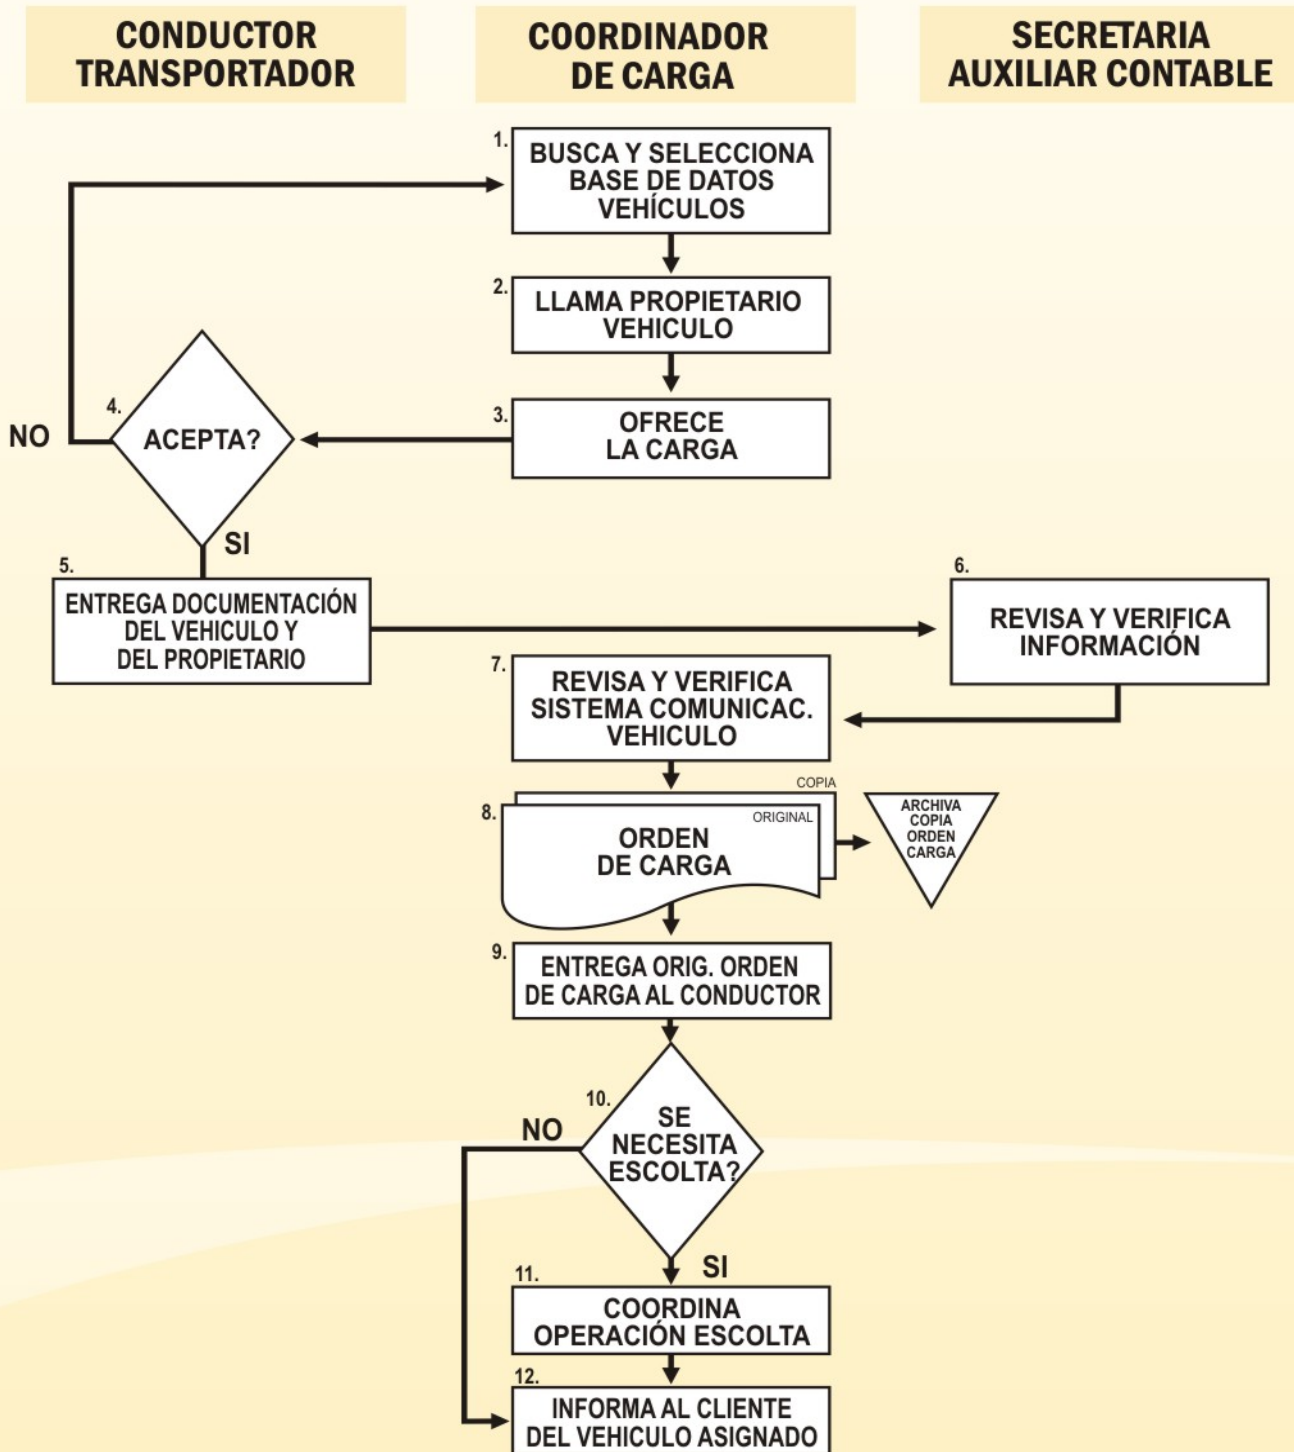 CONDUCTOR
TRANSPORTADOR
COORDINADOR
DE CARGA
SECRETARIA
AUXILIAR CONTABLE
1.
BUSCA Y SELECCIONA
BASE DE DATOS
VEHÍCULOS
2.
LLAMA PROPIETARIO
VEHICULO
3.
OFRECE
LA CARGA
4.
ACEPTA?
NO
SI
5.
ENTREGA DOCUMENTACIÓN
DEL VEHICULO Y
DEL PROPIETARIO
6.
REVISA Y VERIFICA
INFORMACIÓN
7.
REVISA Y VERIFICA
SISTEMA COMUNICAC.
VEHICULO
COPIA
8.
ORIGINAL
ORDEN
DE CARGA
ARCHIVA
COPIA
ORDEN
CARGA
9.
ENTREGA ORIG. ORDEN
DE CARGA AL CONDUCTOR
10.
SE
NECESITA
ESCOLTA?
NO
SI
11.
COORDINA
OPERACIÓN ESCOLTA
12.
INFORMA AL CLIENTE
DEL VEHICULO ASIGNADO